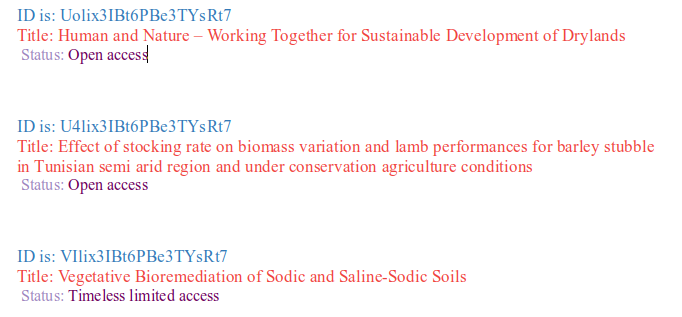 ID is: Uolix3IBt6PBe3TYsRt7
Title: Human and Nature – Working Together for Sustainable Development of Drylands
Status: Open access
ID is: U4lix3IBt6PBe3TYsRt7
Title: Effect of stocking rate on biomass variation and lamb performances for barley stubble
in Tunisian semi arid region and under conservation agriculture conditions
Status: Open access
ID is: VIlix3IBt6PBe3TYsRt7
Title: Vegetative Bioremediation of Sodic and Saline-Sodic Soils
Status: Timeless limited access